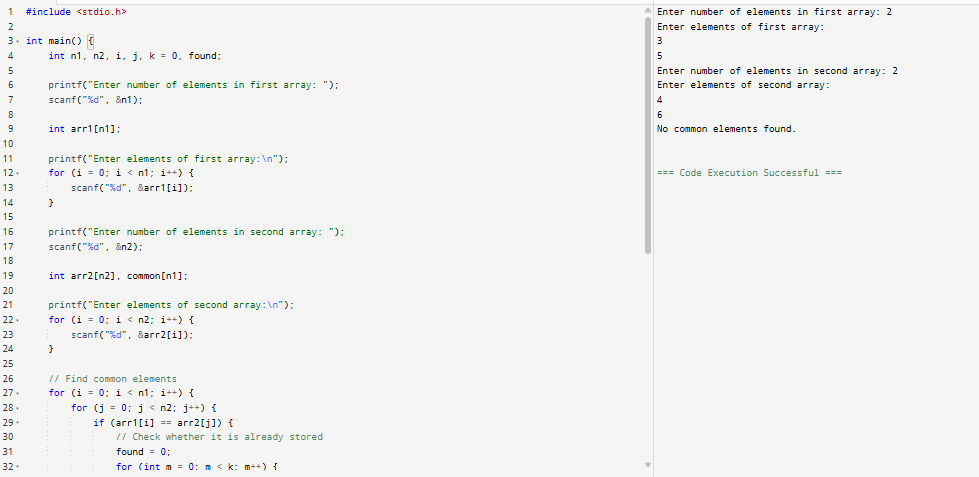 1 #include <stdio.h>
2
3 int main() {
4 int n1, n2, i, j, k = 0, found;
5
6 printf("Enter number of elements in first array: ");
7 scanf("%d", &n1);
8
9 int arr1[n1];
10
11 printf("Enter elements of first array:\n");
12 for (i = 0; i < n1; i++) {
13 scanf("%d", &arr1[i]);
14 }
15
16 printf("Enter number of elements in second array: ");
17 scanf("%d", &n2);
18
19 int arr2[n2], common[n1];
20
21 printf("Enter elements of second array:\n");
22 for (i = 0; i < n2; i++) {
23 scanf("%d", &arr2[i]);
24 }
25
26 // Find common elements
27 for (i = 0; i < n1; i++) {
28 for (j = 0; j < n2; j++) {
29 if (arr1[i] == arr2[j]) {
30 // Check whether it is already stored
31 found = 0;
32 for (int m = 0; m < k; m++) {
Enter number of elements in first array: 2
Enter elements of first array:
3
5
Enter number of elements in second array: 2
Enter elements of second array:
4
6
No common elements found.
=== Code Execution Successful ===